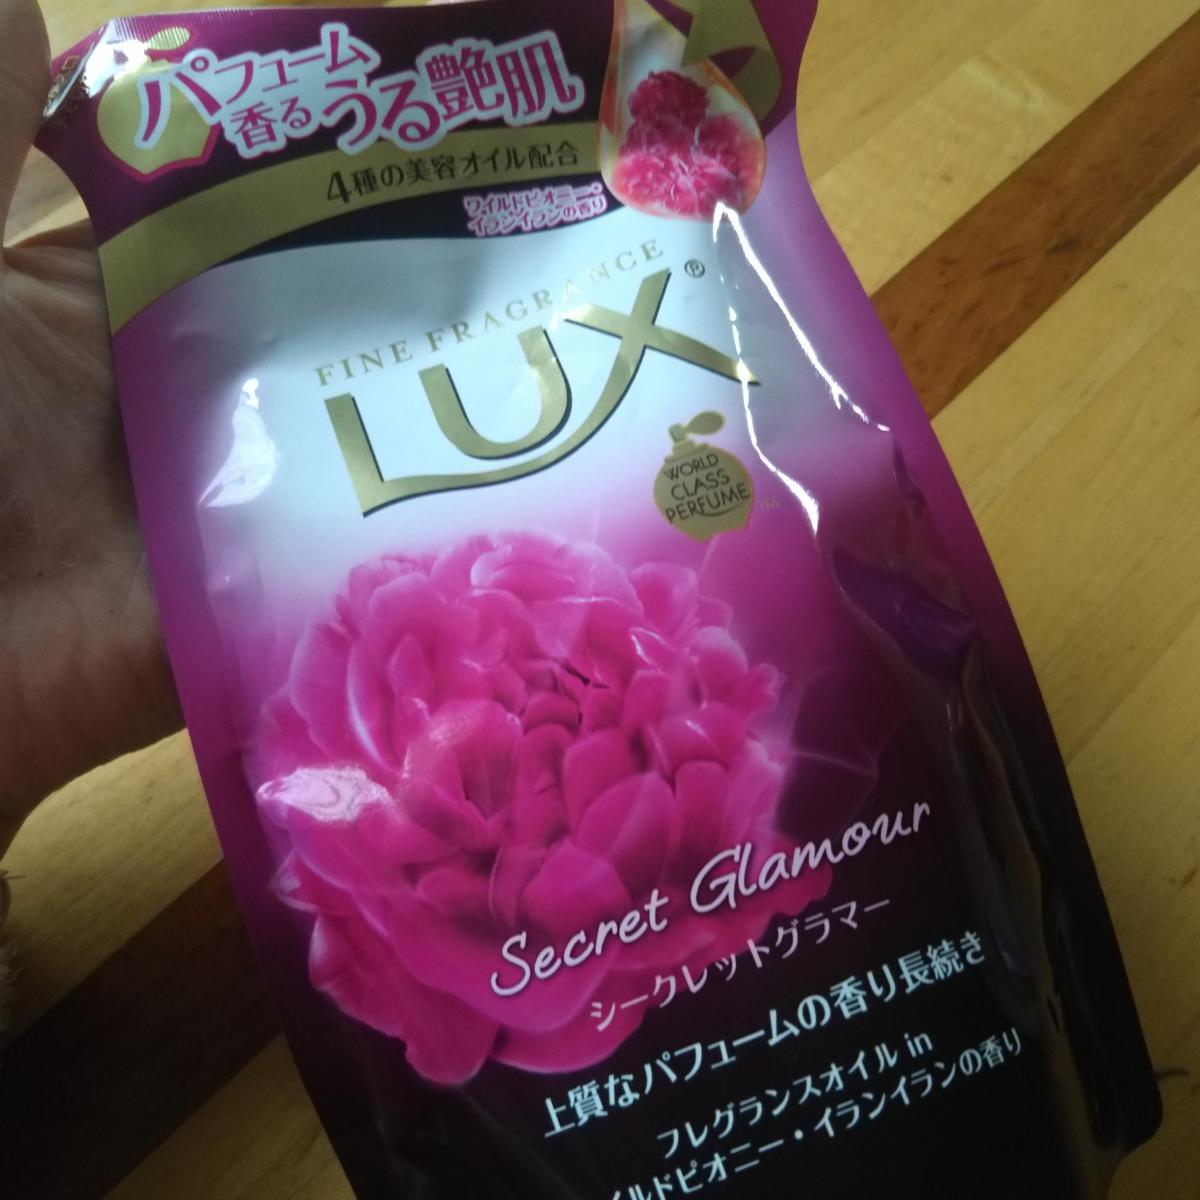 パフューム
香る
うる艶肌
4種の美容オイル配合
ワイルドピオニー・
イランイランの香り
FINE FRAGRANCE
LUX®
WORLD
CLASS
PERFUME™
Secret Glamour
シークレットグラマー
上質なパフュームの香り長続き
フレグランスオイル in
イルドピオニー・イランイランの香り